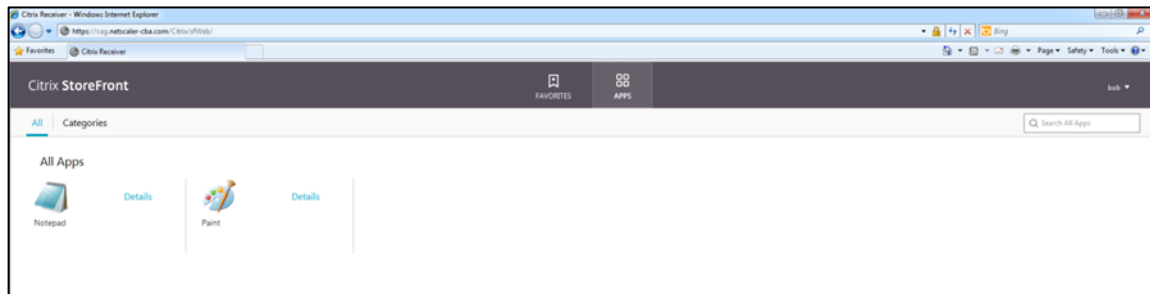 Citrix Receiver - Windows Internet Explorer
https://cag.netscaler-cba.com/Citrix/sfWeb/
Bing
Favorites Citrix Receiver Page Safety Tools
Citrix StoreFront
FAVORITES APPS bob
All Categories Search All Apps
All Apps
Details Details
Notepad Paint